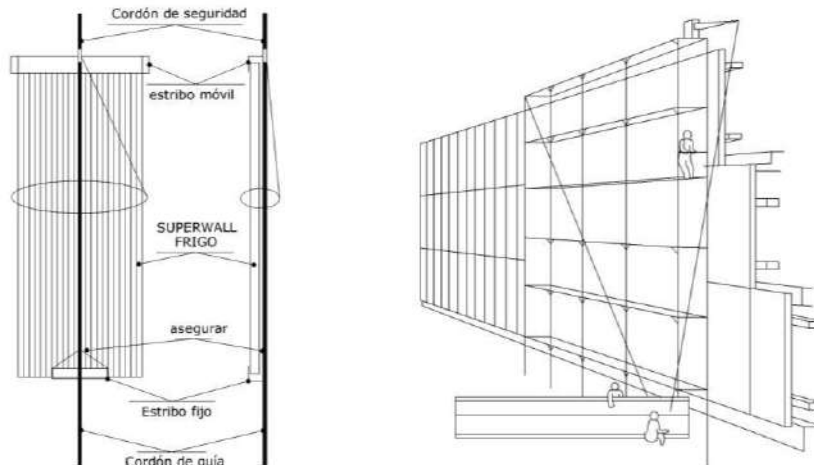 Cordón de seguridad
estribo móvil
SUPERWALL
FRIGO
asegurar
Estribo fijo
Cordón de guía